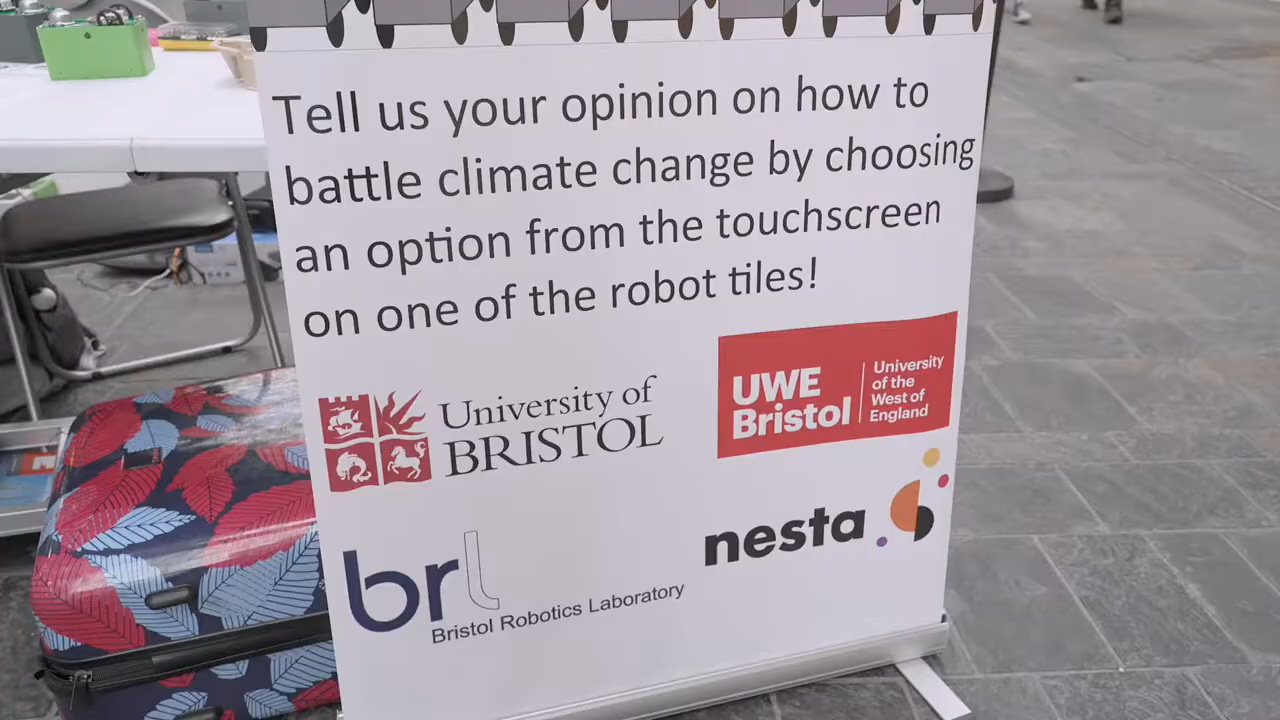 Tell us your opinion on how to
battle climate change by choosing
an option from the touchscreen
on one of the robot tiles!
University of
BRISTOL
UWE
Bristol
University
of the
West of
England
brl
Bristol Robotics Laboratory
nesta